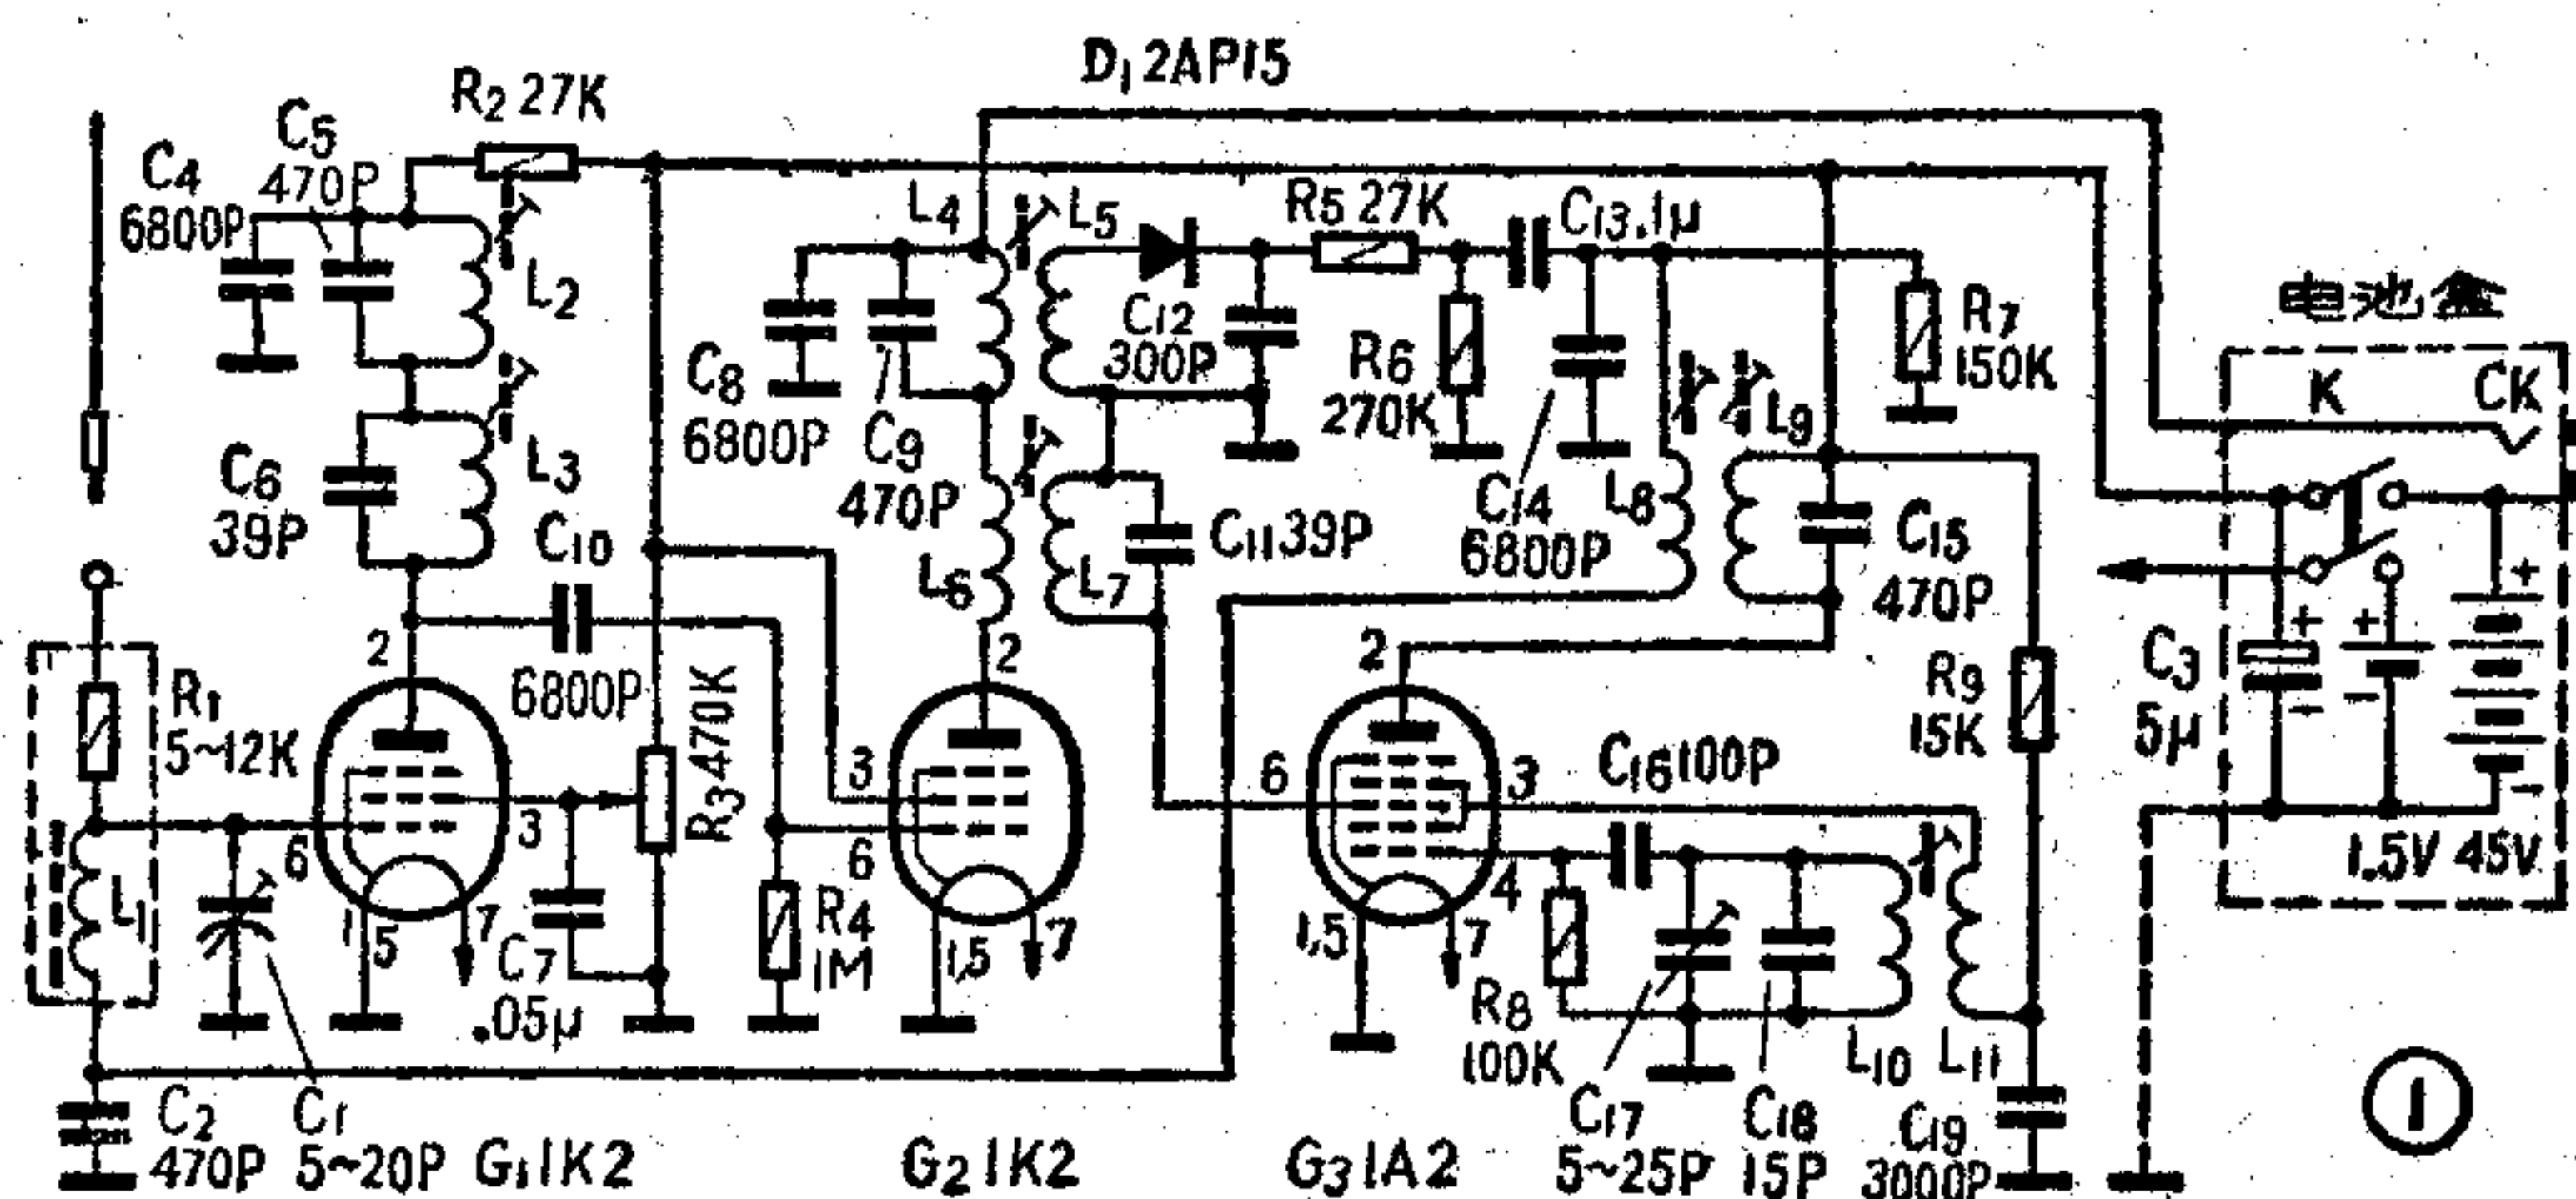 D₁ 2AP15
R₂ 27K
C₅
470P
C₄
6800P
L₂
L₃
C₆
39P
C₁₀
6800P
L₄
L₅
R₅ 27K
C₁₃ .1μ
C₁₂
300P
C₈
6800P
C₉
470P
R₆
270K
C₁₄
6800P
R₇
150K
L₈
L₉
L₆
L₇
C₁₁ 39P
C₁₅
470P
电池盒
K
CK
+
+
+
−
−
−
C₃
5μ
1.5V 45V
R₁
5~12K
L₁
2
6
3
1
5
7
C₇
.05μ
R₃ 470K
R₄
1M
2
3
6
1,5
7
2
6
3
4
1,5
7
C₁₆ 100P
R₉
15K
R₈
100K
L₁₀
L₁₁
C₂
470P
C₁
5~20P
G₁ 1K2
G₂ 1K2
G₃ 1A2
C₁₇
5~25P
C₁₈
15P
C₁₉
3000P
1